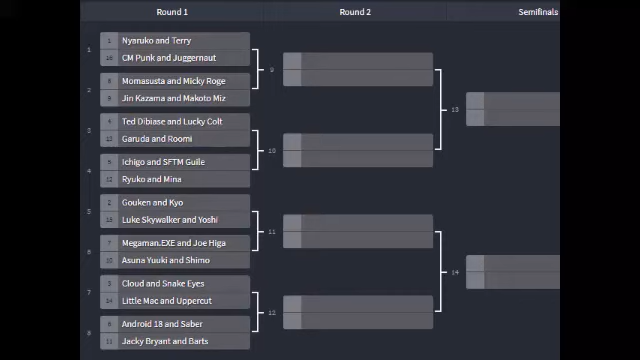 Round 1
Round 2
Semifinals
1
1 Nyaruko and Terry
16 CM Punk and Juggernaut
2
8 Momasusta and Micky Roge
9 Jin Kazama and Makoto Miz
3
4 Ted Dibiase and Lucky Colt
13 Garuda and Roomi
4
5 Ichigo and SFTM Guile
12 Ryuko and Mina
5
2 Gouken and Kyo
15 Luke Skywalker and Yoshi
6
7 Megaman.EXE and Joe Higa
10 Asuna Yuuki and Shimo
7
3 Cloud and Snake Eyes
14 Little Mac and Uppercut
8
6 Android 18 and Saber
11 Jacky Bryant and Barts
9
10
11
12
13
14